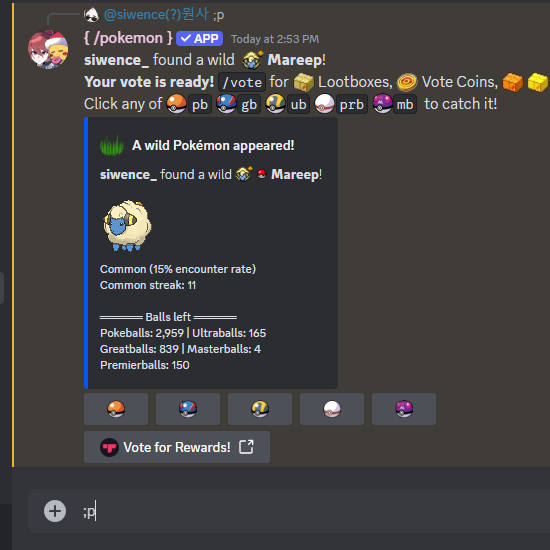 @siwence(?)원사 ;p
{ /pokemon } ✓ APP Today at 2:53 PM
siwence_ found a wild Mareep!
Your vote is ready! /vote for Lootboxes, Vote Coins,
Click any of pb gb ub prb mb to catch it!
A wild Pokémon appeared!
siwence_ found a wild Mareep!
Common (15% encounter rate)
Common streak: 11
══════ Balls left ══════
Pokeballs: 2,959 | Ultraballs: 165
Greatballs: 839 | Masterballs: 4
Premierballs: 150
Vote for Rewards!
;p